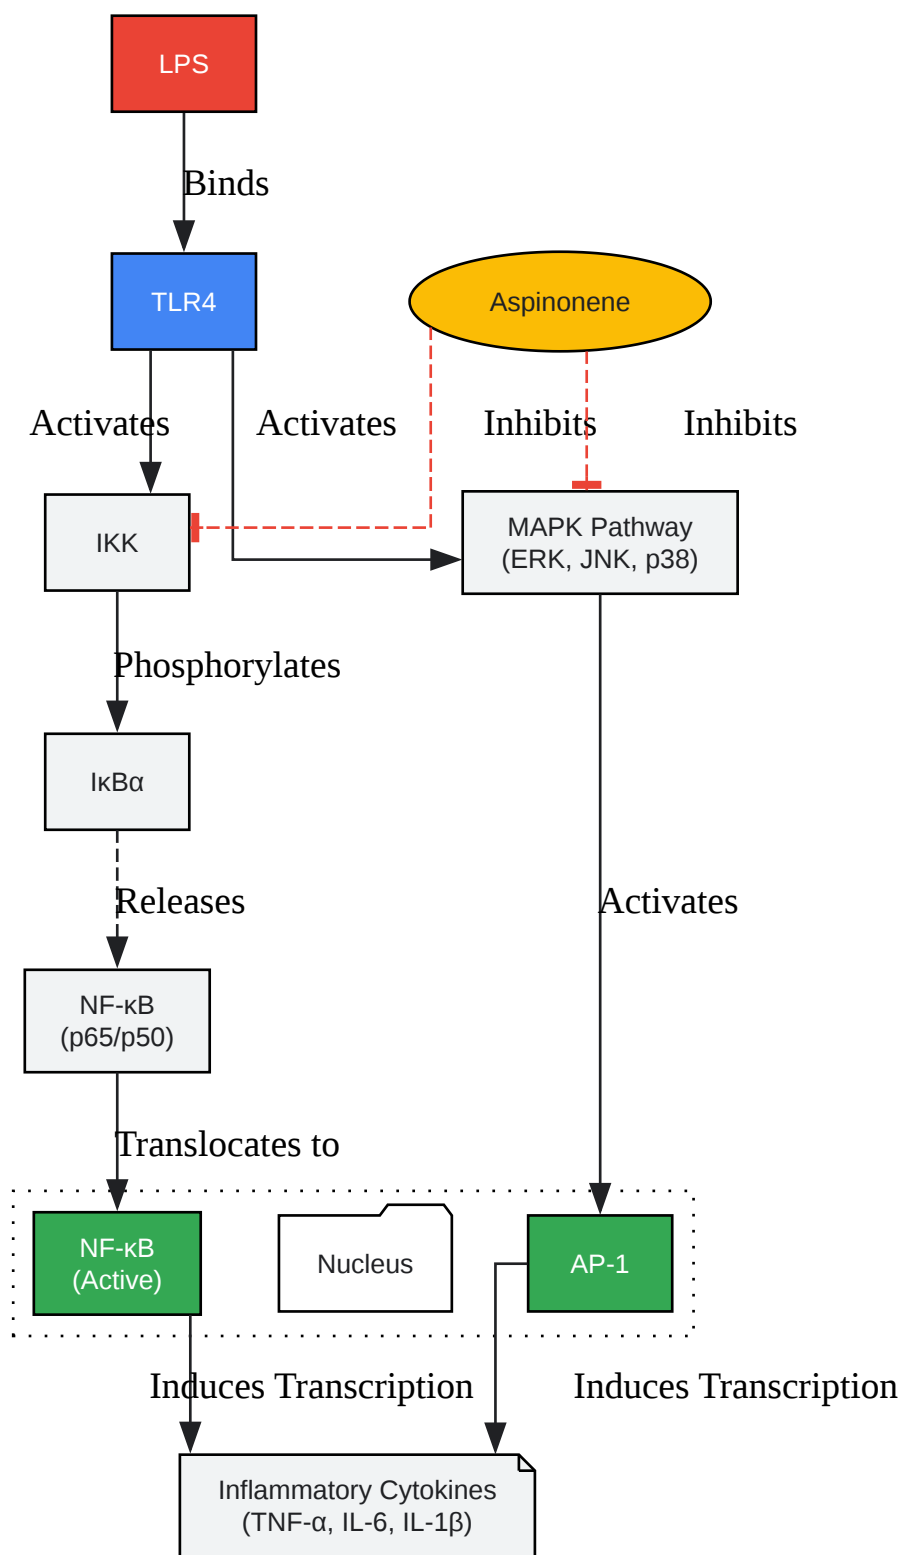 LPS
Binds
TLR4
Aspinonene
Activates
Activates
Inhibits
Inhibits
IKK
MAPK Pathway
(ERK, JNK, p38)
Phosphorylates
IκBα
Releases
Activates
NF-κB
(p65/p50)
Translocates to
NF-κB
(Active)
Nucleus
AP-1
Induces Transcription
Induces Transcription
Inflammatory Cytokines
(TNF-α, IL-6, IL-1β)